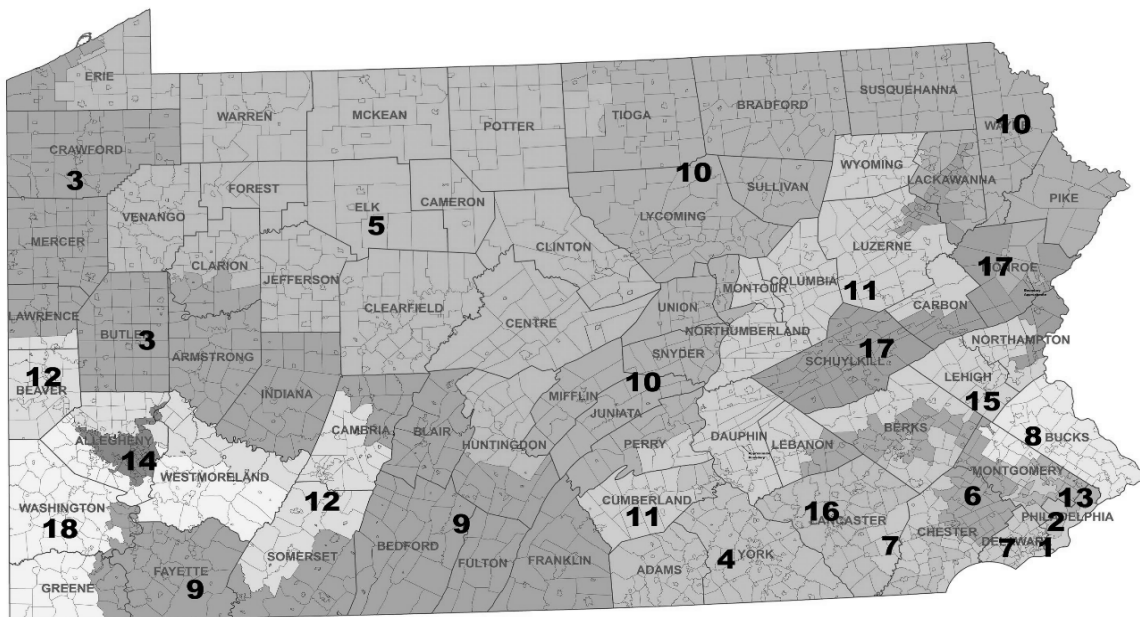 ERIE
WARREN
MCKEAN
POTTER
TIOGA
BRADFORD
SUSQUEHANNA
WAYNE
10
CRAWFORD
3
FOREST
ELK
5
CAMERON
10
SULLIVAN
WYOMING
LACKAWANNA
PIKE
VENANGO
LYCOMING
MERCER
CLARION
JEFFERSON
CLINTON
LUZERNE
17
MONROE
LAWRENCE
BUTLER
3
CLEARFIELD
CENTRE
UNION
MONTOUR
COLUMBIA
11
CARBON
NORTHUMBERLAND
ARMSTRONG
SNYDER
SCHUYLKILL
17
NORTHAMPTON
12
BEAVER
INDIANA
MIFFLIN
10
JUNIATA
LEHIGH
15
ALLEGHENY
14
CAMBRIA
BLAIR
HUNTINGDON
PERRY
DAUPHIN
LEBANON
BERKS
8
BUCKS
WESTMORELAND
MONTGOMERY
WASHINGTON
18
12
CUMBERLAND
11
6
13
16
LANCASTER
CHESTER
PHILADELPHIA
2
SOMERSET
BEDFORD
9
FULTON
FRANKLIN
ADAMS
4
YORK
7
DELAWARE
7
1
GREENE
FAYETTE
9